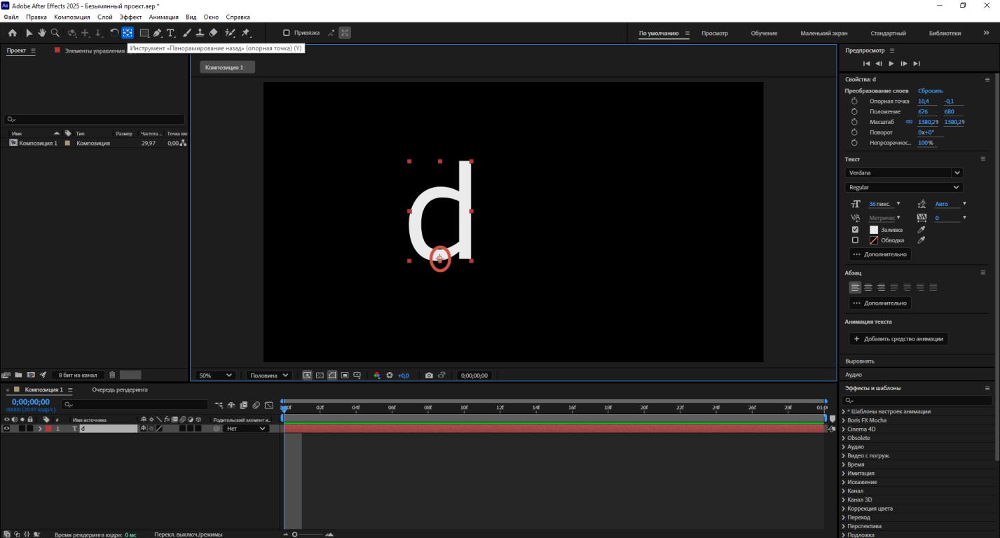 Adobe After Effects 2025 - Безымянный проект.aep *
Файл Правка Композиция Слой Эффект Анимация Вид Окно Справка
Привязка
По умолчанию Просмотр Обучение Маленький экран Стандартный Библиотеки
Инструмент «Панорамирование назад» (опорная точка) (Y)
Проект Элементы управления
Композиция 1
Имя Тип Размер Частота .. Точка вх
Композиция 1 Композиция 29,97 0;00
8 бит на канал
d
50% Половина +0,0 0;00;00;00
Предпросмотр
Свойства: d
Преобразование слоев Сбросить
Опорная точка 10,4 -0,1
Положение 676 680
Масштаб 1380,29 1380,29
Поворот 0x+0°
Непрозрачнос... 100%
Текст
Verdana
Regular
36 пикс. Авто
Метричес 0
Заливка
Обводка
Дополнительно
Абзац
Дополнительно
Анимация текста
+ Добавить средство анимации
Выровнять
Аудио
Эффекты и шаблоны
* Шаблоны настроек анимации
Boris FX Mocha
Cinema 4D
Obsolete
Аудио
Видео с погруж.
Время
Имитация
Искажение
Канал
Канал 3D
Коррекция цвета
Переход
Перспектива
Подложка
Композиция 1 Очередь рендеринга
0;00;00;00
00000 (29,97 кадр/с)
# Имя источника Родительский элемент и..
1 T d Нет
02f 04f 06f 08f 10f 12f 14f 16f 18f 20f 22f 24f 26f 28f 01:0
Время рендеринга кадра: 0 мс Перекл. выключ./режимы